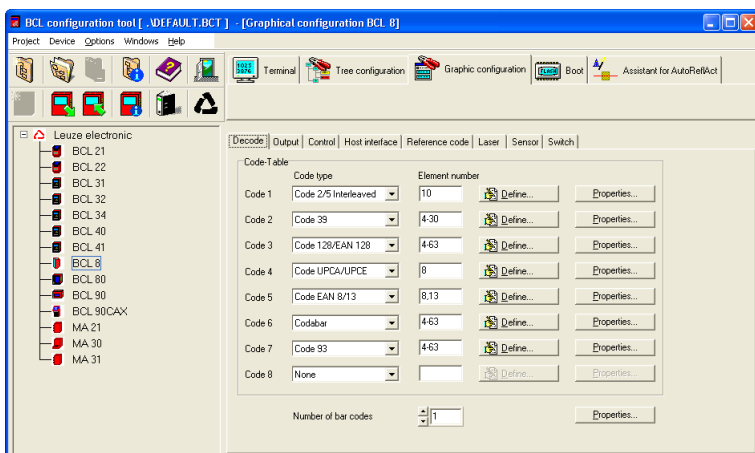 BCL configuration tool [ .\DEFAULT.BCT ] - [Graphical configuration BCL 8]
Project Device Options Windows Help
Terminal Tree configuration Graphic configuration Boot Assistant for AutoReflAct
Leuze electronic
BCL 21
BCL 22
BCL 31
BCL 32
BCL 34
BCL 40
BCL 41
BCL 8
BCL 80
BCL 90
BCL 90CAX
MA 21
MA 30
MA 31
Decode Output Control Host interface Reference code Laser Sensor Switch
Code-Table
Code type Element number
Code 1 Code 2/5 Interleaved 10 Define... Properties...
Code 2 Code 39 4-30 Define... Properties...
Code 3 Code 128/EAN 128 4-63 Define... Properties...
Code 4 Code UPCA/UPCE 8 Define... Properties...
Code 5 Code EAN 8/13 8,13 Define... Properties...
Code 6 Codabar 4-63 Define... Properties...
Code 7 Code 93 4-63 Define... Properties...
Code 8 None Define... Properties...
Number of bar codes 1 Properties...